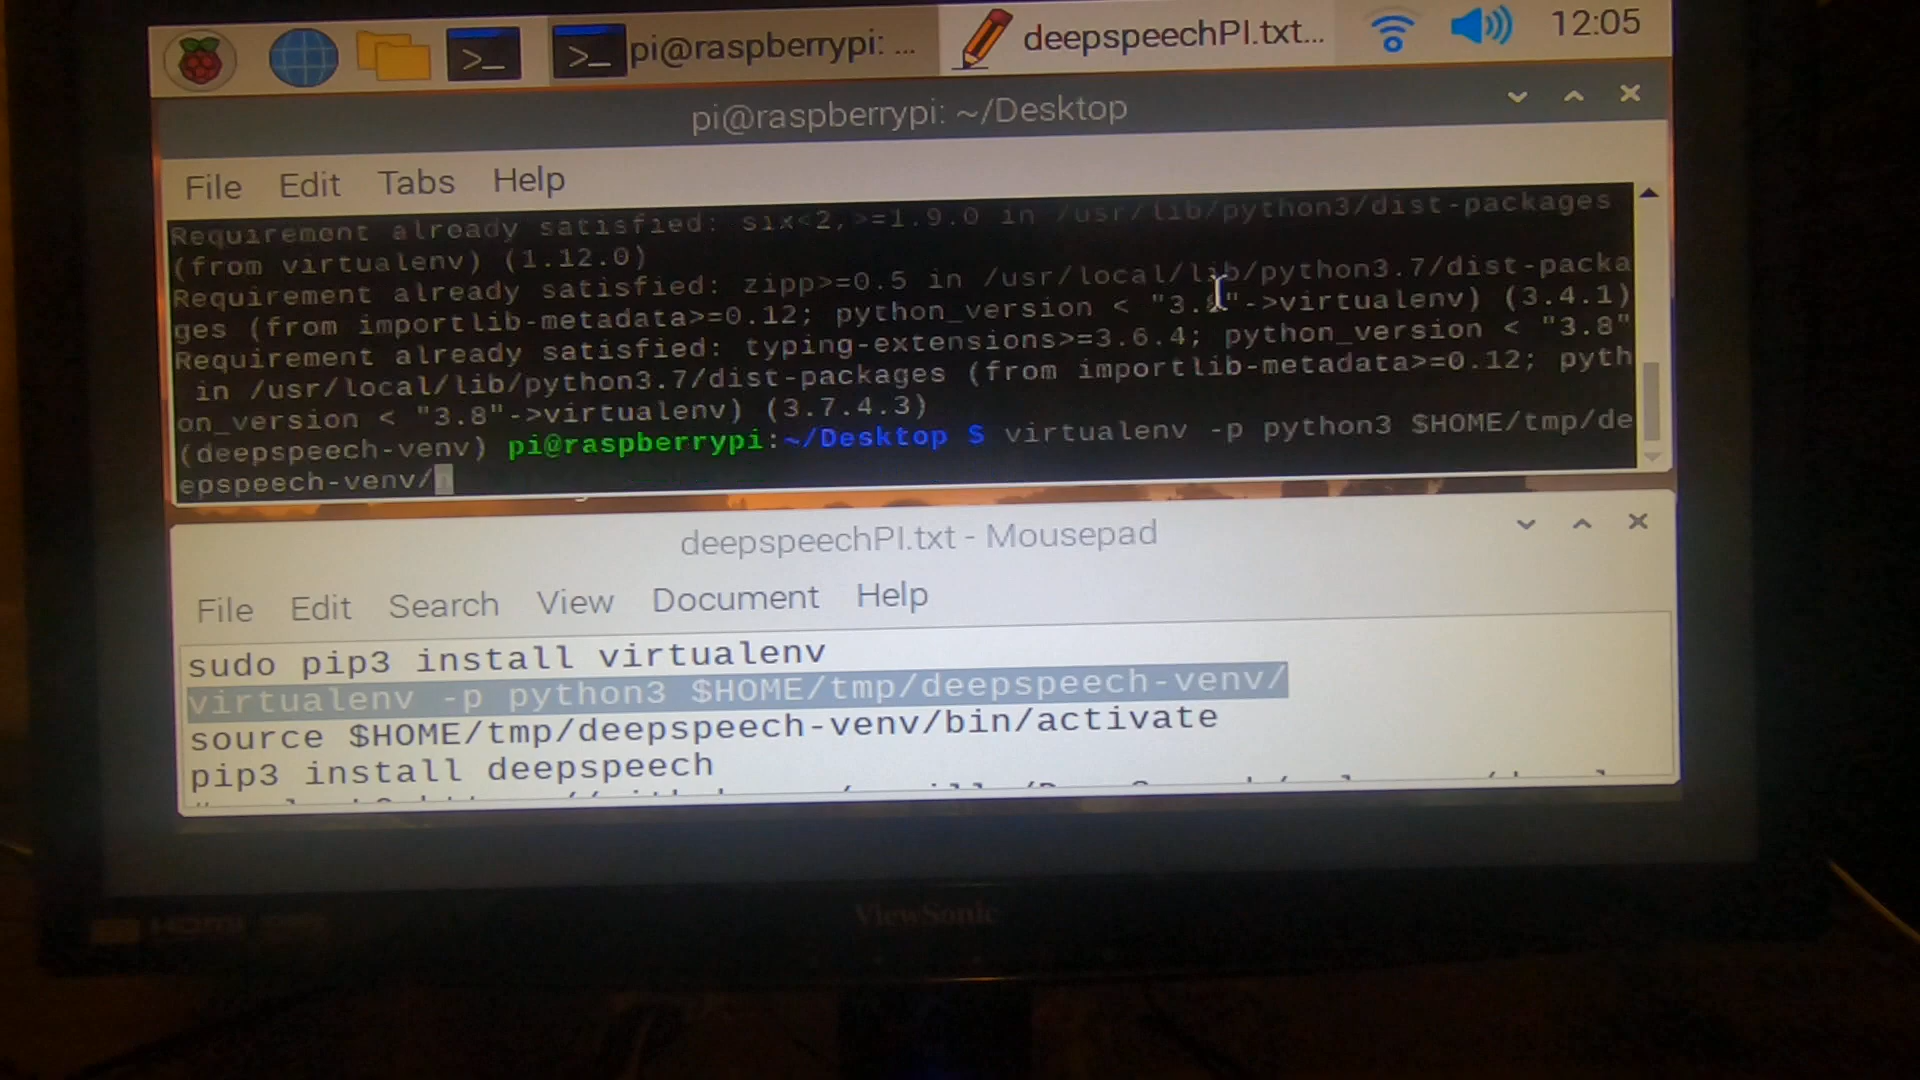 pi@raspberrypi: ...
deepspeechPI.txt...
12:05
pi@raspberrypi: ~/Desktop
File Edit Tabs Help
Requirement already satisfied: six<2,>=1.9.0 in /usr/lib/python3/dist-packages
(from virtualenv) (1.12.0)
Requirement already satisfied: zipp>=0.5 in /usr/local/lib/python3.7/dist-packa
ges (from importlib-metadata>=0.12; python_version < "3.8"->virtualenv) (3.4.1)
Requirement already satisfied: typing-extensions>=3.6.4; python_version < "3.8"
in /usr/local/lib/python3.7/dist-packages (from importlib-metadata>=0.12; pyth
on_version < "3.8"->virtualenv) (3.7.4.3)
(deepspeech-venv) pi@raspberrypi:~/Desktop $ virtualenv -p python3 $HOME/tmp/de
epspeech-venv/
deepspeechPI.txt - Mousepad
File Edit Search View Document Help
sudo pip3 install virtualenv
virtualenv -p python3 $HOME/tmp/deepspeech-venv/
source $HOME/tmp/deepspeech-venv/bin/activate
pip3 install deepspeech
HDMI
ViewSonic